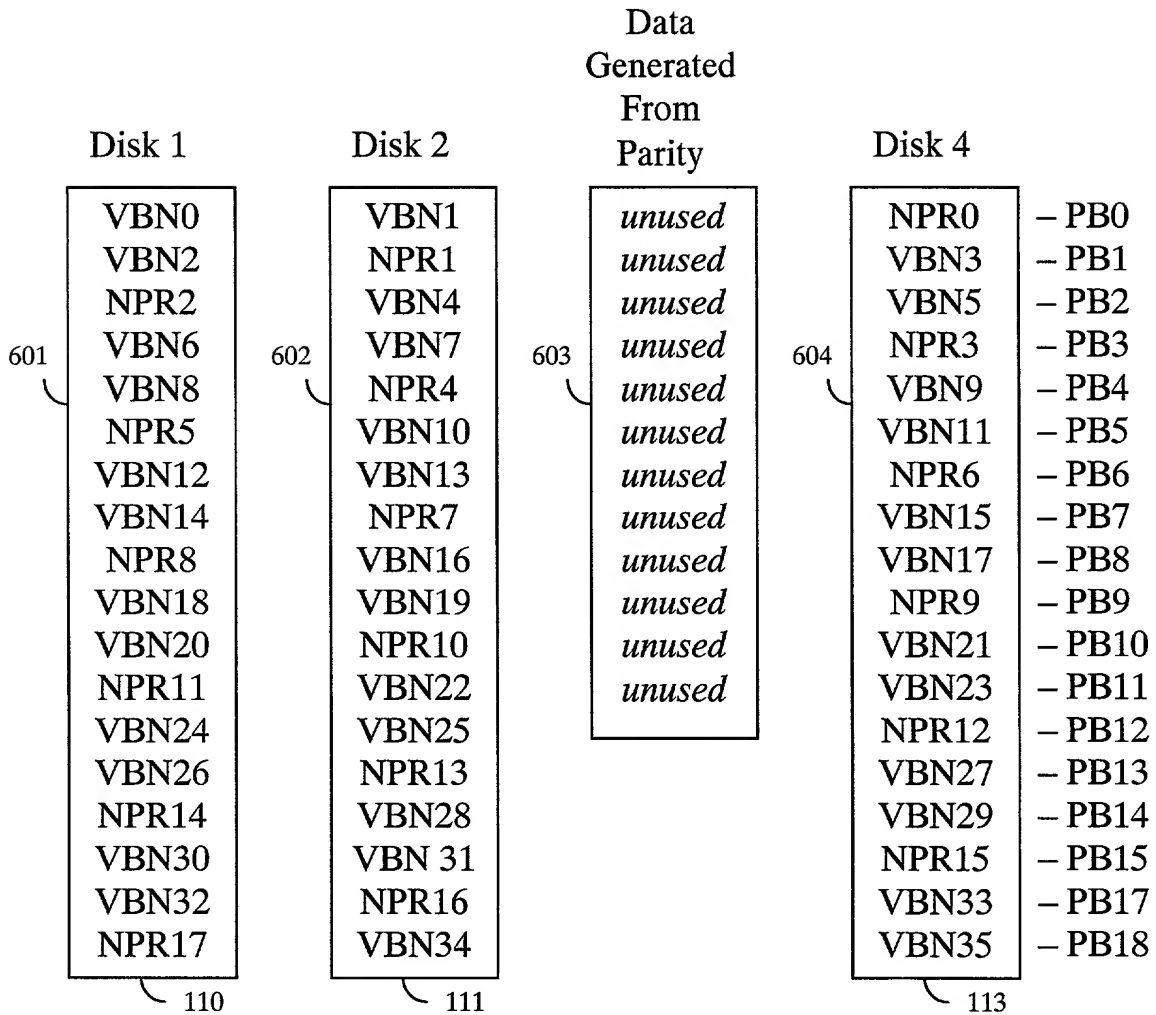 Data
Generated
From
Disk 1 Disk 2 Parity Disk 4
VBN0 VBN1 unused NPR0 – PB0
VBN2 NPR1 unused VBN3 – PB1
NPR2 VBN4 unused VBN5 – PB2
VBN6 VBN7 unused NPR3 – PB3
601 602 603 604
VBN8 NPR4 unused VBN9 – PB4
NPR5 VBN10 unused VBN11 – PB5
VBN12 VBN13 unused NPR6 – PB6
VBN14 NPR7 unused VBN15 – PB7
NPR8 VBN16 unused VBN17 – PB8
VBN18 VBN19 unused NPR9 – PB9
VBN20 NPR10 unused VBN21 – PB10
NPR11 VBN22 unused VBN23 – PB11
VBN24 VBN25 NPR12 – PB12
VBN26 NPR13 VBN27 – PB13
NPR14 VBN28 VBN29 – PB14
VBN30 VBN 31 NPR15 – PB15
VBN32 NPR16 VBN33 – PB17
NPR17 VBN34 VBN35 – PB18
110 111 113